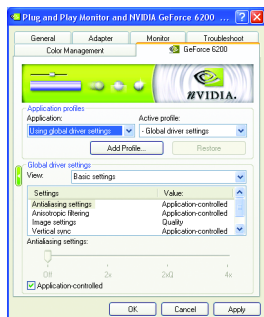 Plug and Play Monitor and NVIDIA GeForce 6200 ...
General Adapter Monitor Troubleshoot
Color Management GeForce 6200
nVIDIA.
Application profiles
Application: Active profile:
Using global driver settings - Global driver settings
Add Profile... Restore
Global driver settings
View: Basic settings
Settings Value:
Antialiasing settings Application-controlled
Anisotropic filtering Application-controlled
Image settings Quality
Vertical sync Application-controlled
Antialiasing settings:
Off 2x 2xQ 4x
Application-controlled
OK Cancel Apply